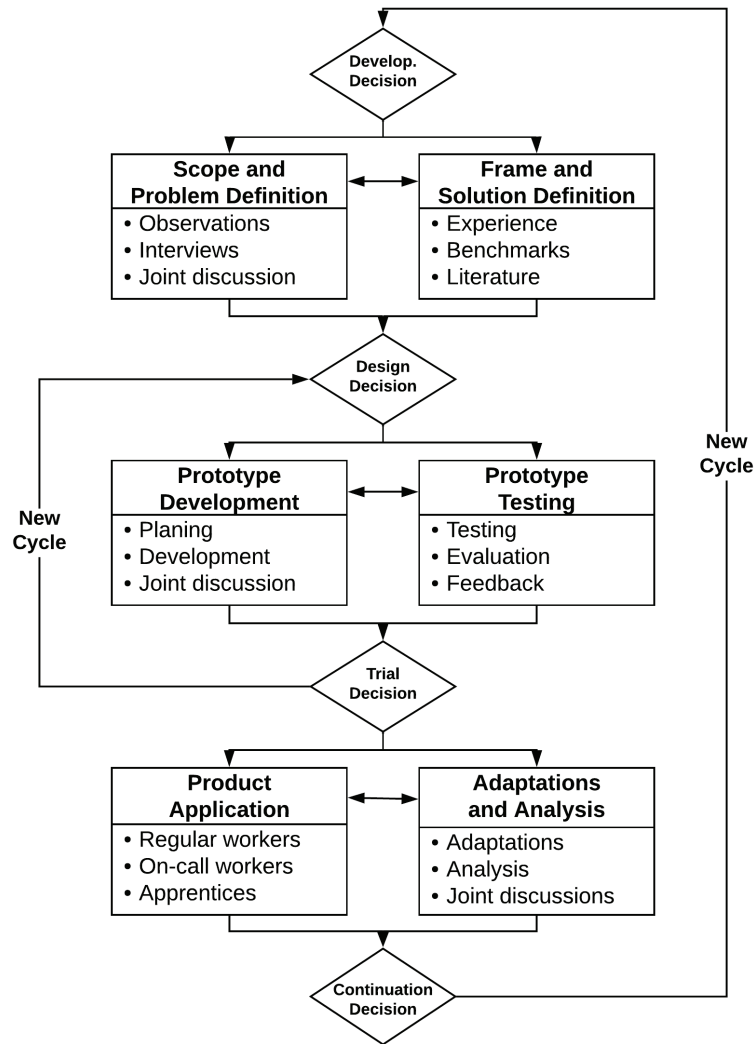 Develop.
Decision
Scope and
Problem Definition
• Observations
• Interviews
• Joint discussion
Frame and
Solution Definition
• Experience
• Benchmarks
• Literature
Design
Decision
New
Cycle
Prototype
Development
• Planing
• Development
• Joint discussion
Prototype
Testing
• Testing
• Evaluation
• Feedback
New
Cycle
Trial
Decision
Product
Application
• Regular workers
• On-call workers
• Apprentices
Adaptations
and Analysis
• Adaptations
• Analysis
• Joint discussions
Continuation
Decision